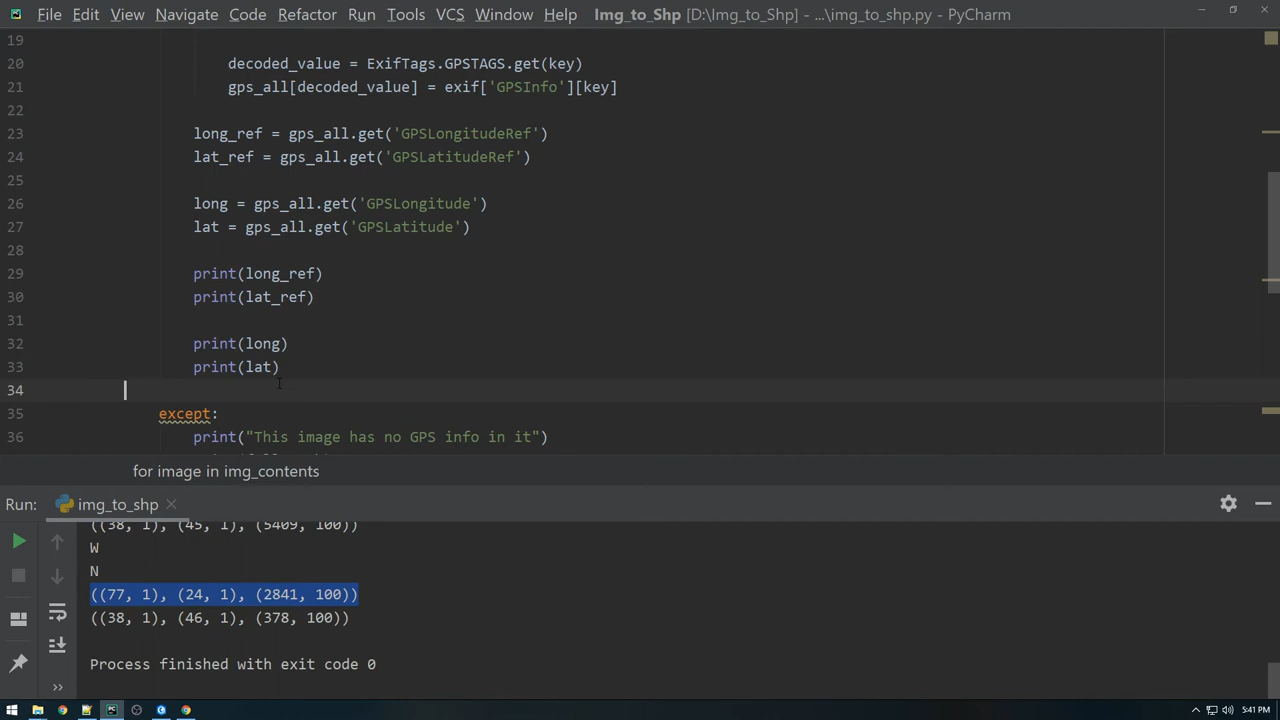 File Edit View Navigate Code Refactor Run Tools VCS Window Help Img_to_Shp [D:\Img_to_Shp] - ...\img_to_shp.py - PyCharm
19
20 decoded_value = ExifTags.GPSTAGS.get(key)
21 gps_all[decoded_value] = exif['GPSInfo'][key]
22
23 long_ref = gps_all.get('GPSLongitudeRef')
24 lat_ref = gps_all.get('GPSLatitudeRef')
25
26 long = gps_all.get('GPSLongitude')
27 lat = gps_all.get('GPSLatitude')
28
29 print(long_ref)
30 print(lat_ref)
31
32 print(long)
33 print(lat)
34
35 except:
36 print("This image has no GPS info in it")
for image in img_contents
Run: img_to_shp
((38, 1), (45, 1), (5409, 100))
W
N
((77, 1), (24, 1), (2841, 100))
((38, 1), (46, 1), (378, 100))
Process finished with exit code 0
5:41 PM